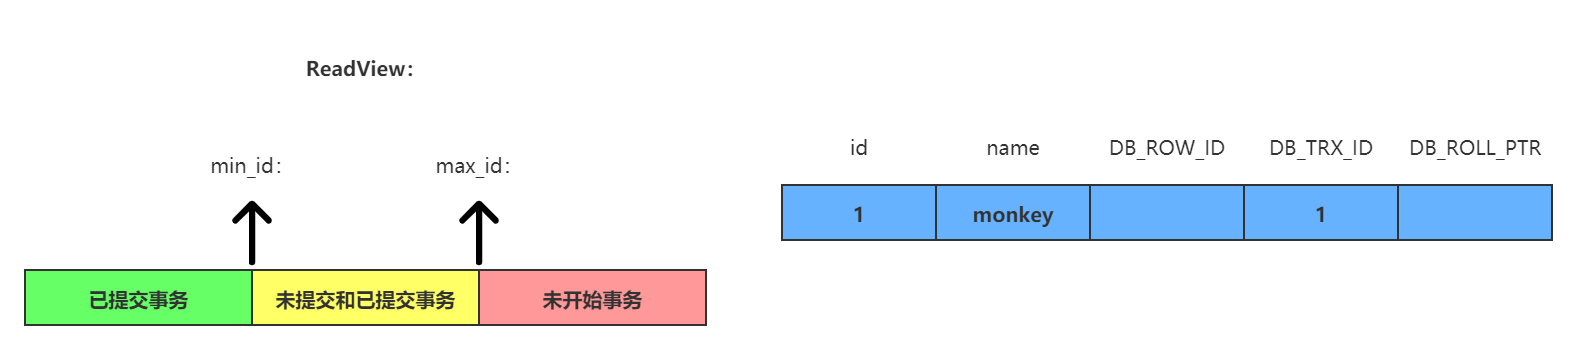 ReadView：
min_id：
max_id：
已提交事务
未提交和已提交事务
未开始事务
id
name
DB_ROW_ID
DB_TRX_ID
DB_ROLL_PTR
1
monkey
1